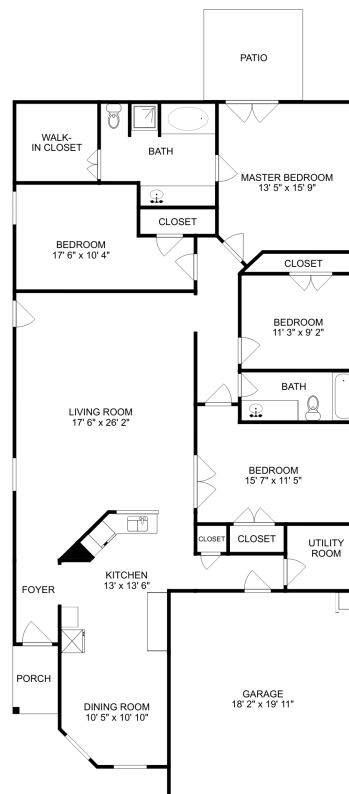 PATIO
WALK-
IN CLOSET
BATH
MASTER BEDROOM
13' 5" x 15' 9"
CLOSET
BEDROOM
17' 6" x 10' 4"
CLOSET
BEDROOM
11' 3" x 9' 2"
BATH
LIVING ROOM
17' 6" x 26' 2"
BEDROOM
15' 7" x 11' 5"
CLOSET
CLOSET
UTILITY
ROOM
KITCHEN
13' x 13' 6"
FOYER
PORCH
DINING ROOM
10' 5" x 10' 10"
GARAGE
18' 2" x 19' 11"